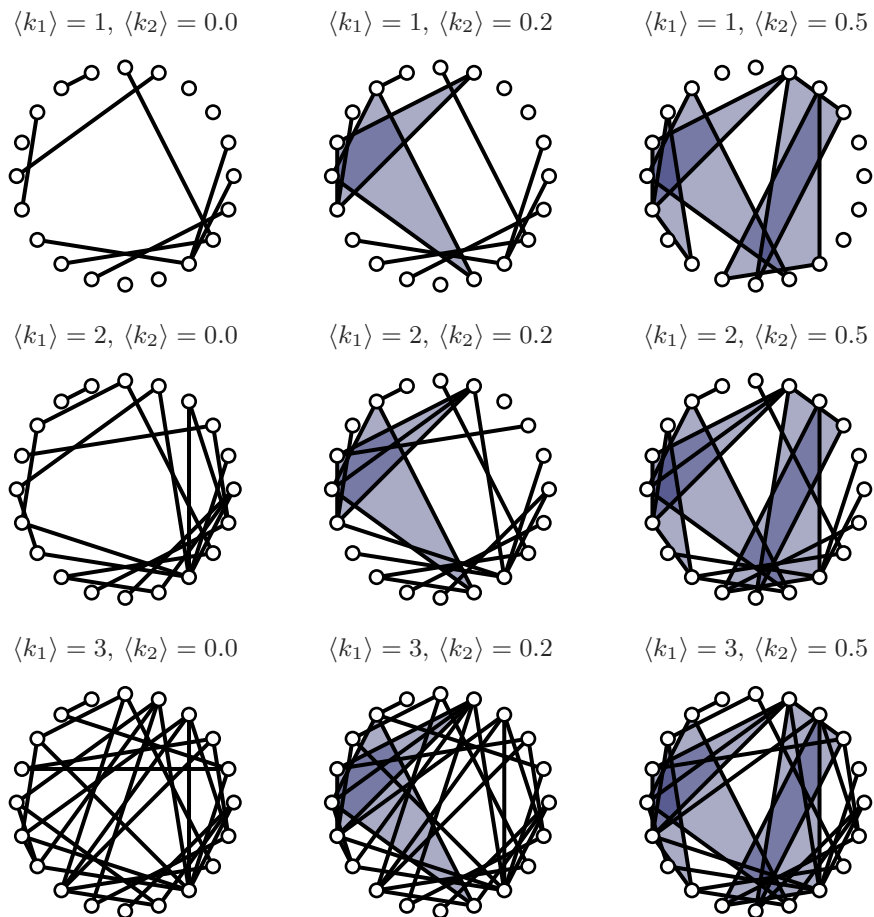 ⟨k₁⟩ = 1, ⟨k₂⟩ = 0.0
⟨k₁⟩ = 1, ⟨k₂⟩ = 0.2
⟨k₁⟩ = 1, ⟨k₂⟩ = 0.5
⟨k₁⟩ = 2, ⟨k₂⟩ = 0.0
⟨k₁⟩ = 2, ⟨k₂⟩ = 0.2
⟨k₁⟩ = 2, ⟨k₂⟩ = 0.5
⟨k₁⟩ = 3, ⟨k₂⟩ = 0.0
⟨k₁⟩ = 3, ⟨k₂⟩ = 0.2
⟨k₁⟩ = 3, ⟨k₂⟩ = 0.5